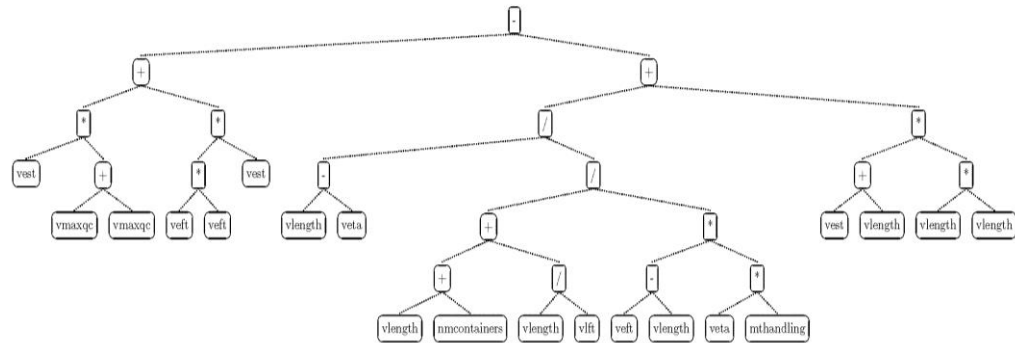 -
+ +
* * / *
vest + * vest - / + *
vmaxqc vmaxqc veft veft vlength veta + * vest vlength vlength vlength
+ / - *
vlength nmcontainers vlength vlft veft vlength veta mthandling